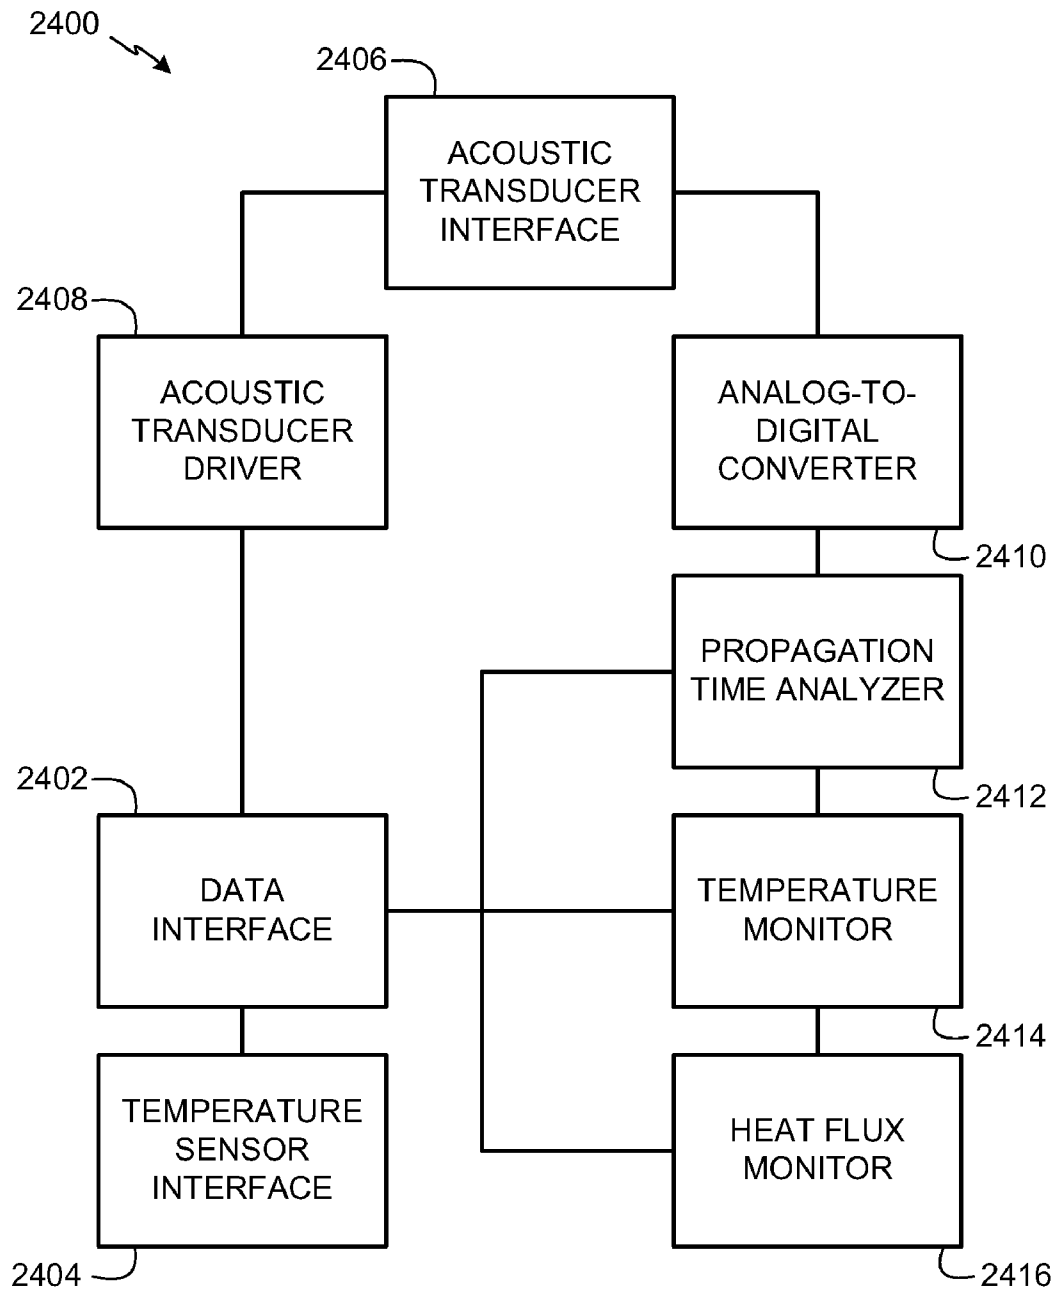 2400
2406
ACOUSTIC
TRANSDUCER
INTERFACE
2408
ACOUSTIC
TRANSDUCER
DRIVER
ANALOG-TO-
DIGITAL
CONVERTER
2410
PROPAGATION
TIME ANALYZER
2412
2402
DATA
INTERFACE
TEMPERATURE
MONITOR
2414
TEMPERATURE
SENSOR
INTERFACE
2404
HEAT FLUX
MONITOR
2416